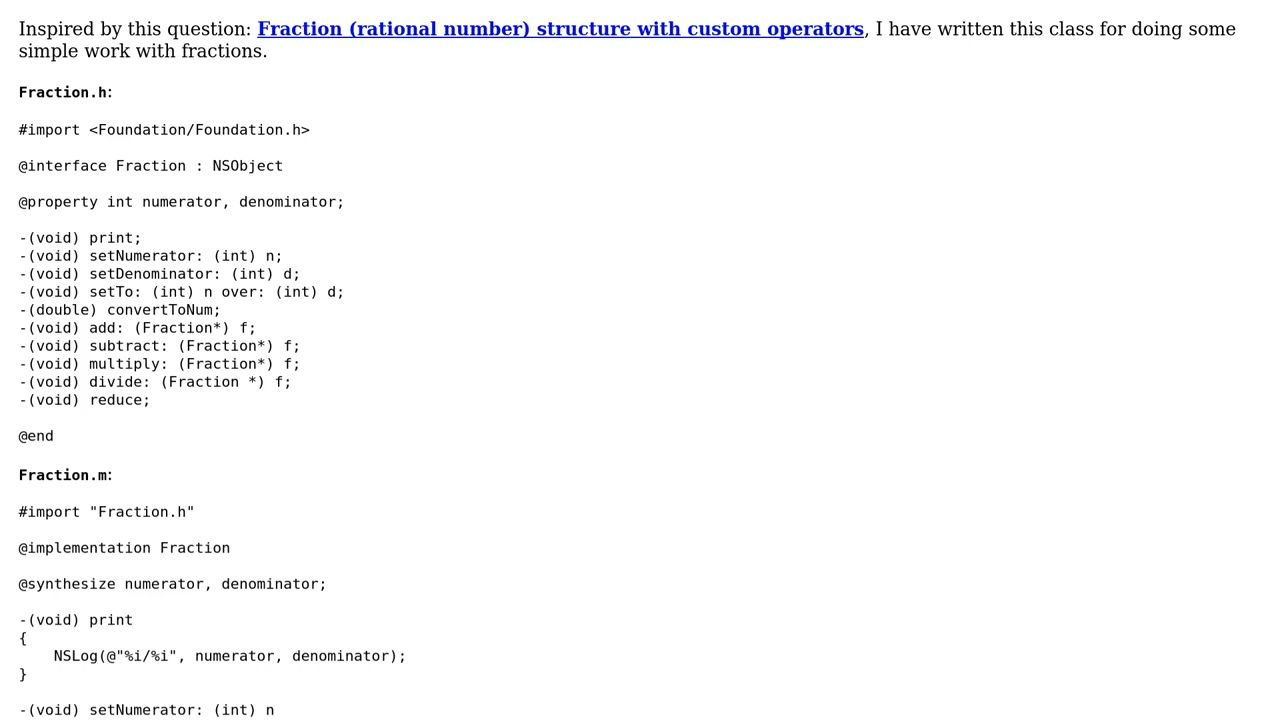 Inspired by this question: Fraction (rational number) structure with custom operators, I have written this class for doing some
simple work with fractions.
Fraction.h:
#import <Foundation/Foundation.h>
@interface Fraction : NSObject
@property int numerator, denominator;
-(void) print;
-(void) setNumerator: (int) n;
-(void) setDenominator: (int) d;
-(void) setTo: (int) n over: (int) d;
-(double) convertToNum;
-(void) add: (Fraction*) f;
-(void) subtract: (Fraction*) f;
-(void) multiply: (Fraction*) f;
-(void) divide: (Fraction *) f;
-(void) reduce;
@end
Fraction.m:
#import "Fraction.h"
@implementation Fraction
@synthesize numerator, denominator;
-(void) print
{
    NSLog(@"%i/%i", numerator, denominator);
}
-(void) setNumerator: (int) n